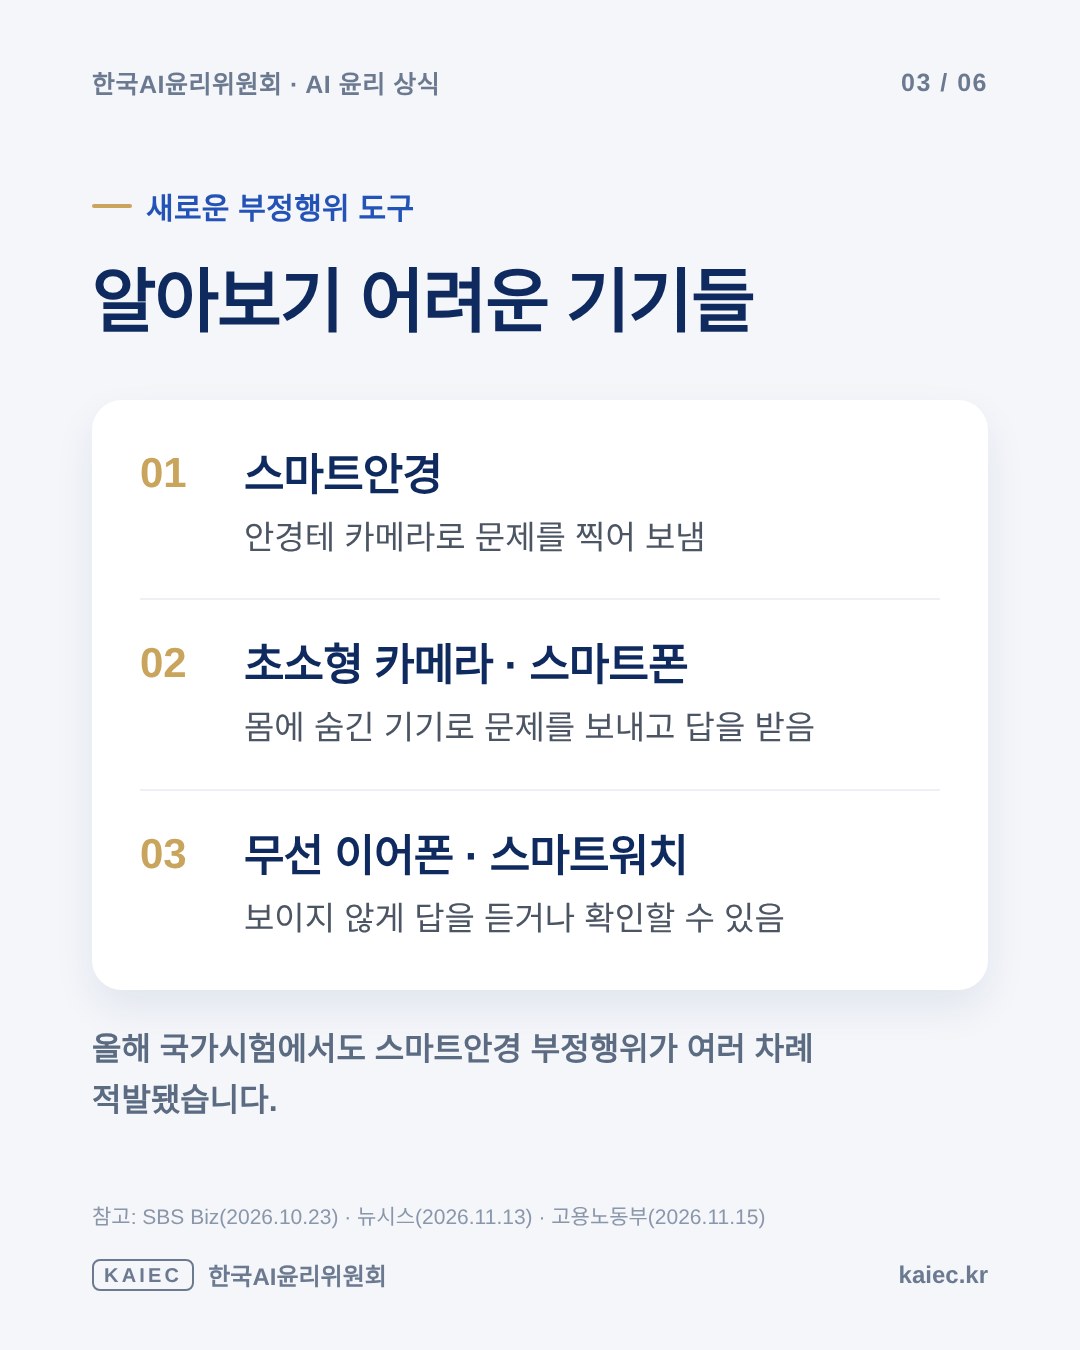 한국AI윤리위원회 · AI 윤리 상식
03 / 06
새로운 부정행위 도구
알아보기 어려운 기기들
01
스마트안경
안경테 카메라로 문제를 찍어 보냄
02
초소형 카메라 · 스마트폰
몸에 숨긴 기기로 문제를 보내고 답을 받음
03
무선 이어폰 · 스마트워치
보이지 않게 답을 듣거나 확인할 수 있음
올해 국가시험에서도 스마트안경 부정행위가 여러 차례
적발됐습니다.
참고: SBS Biz(2026.10.23) · 뉴시스(2026.11.13) · 고용노동부(2026.11.15)
KAIEC 한국AI윤리위원회
kaiec.kr